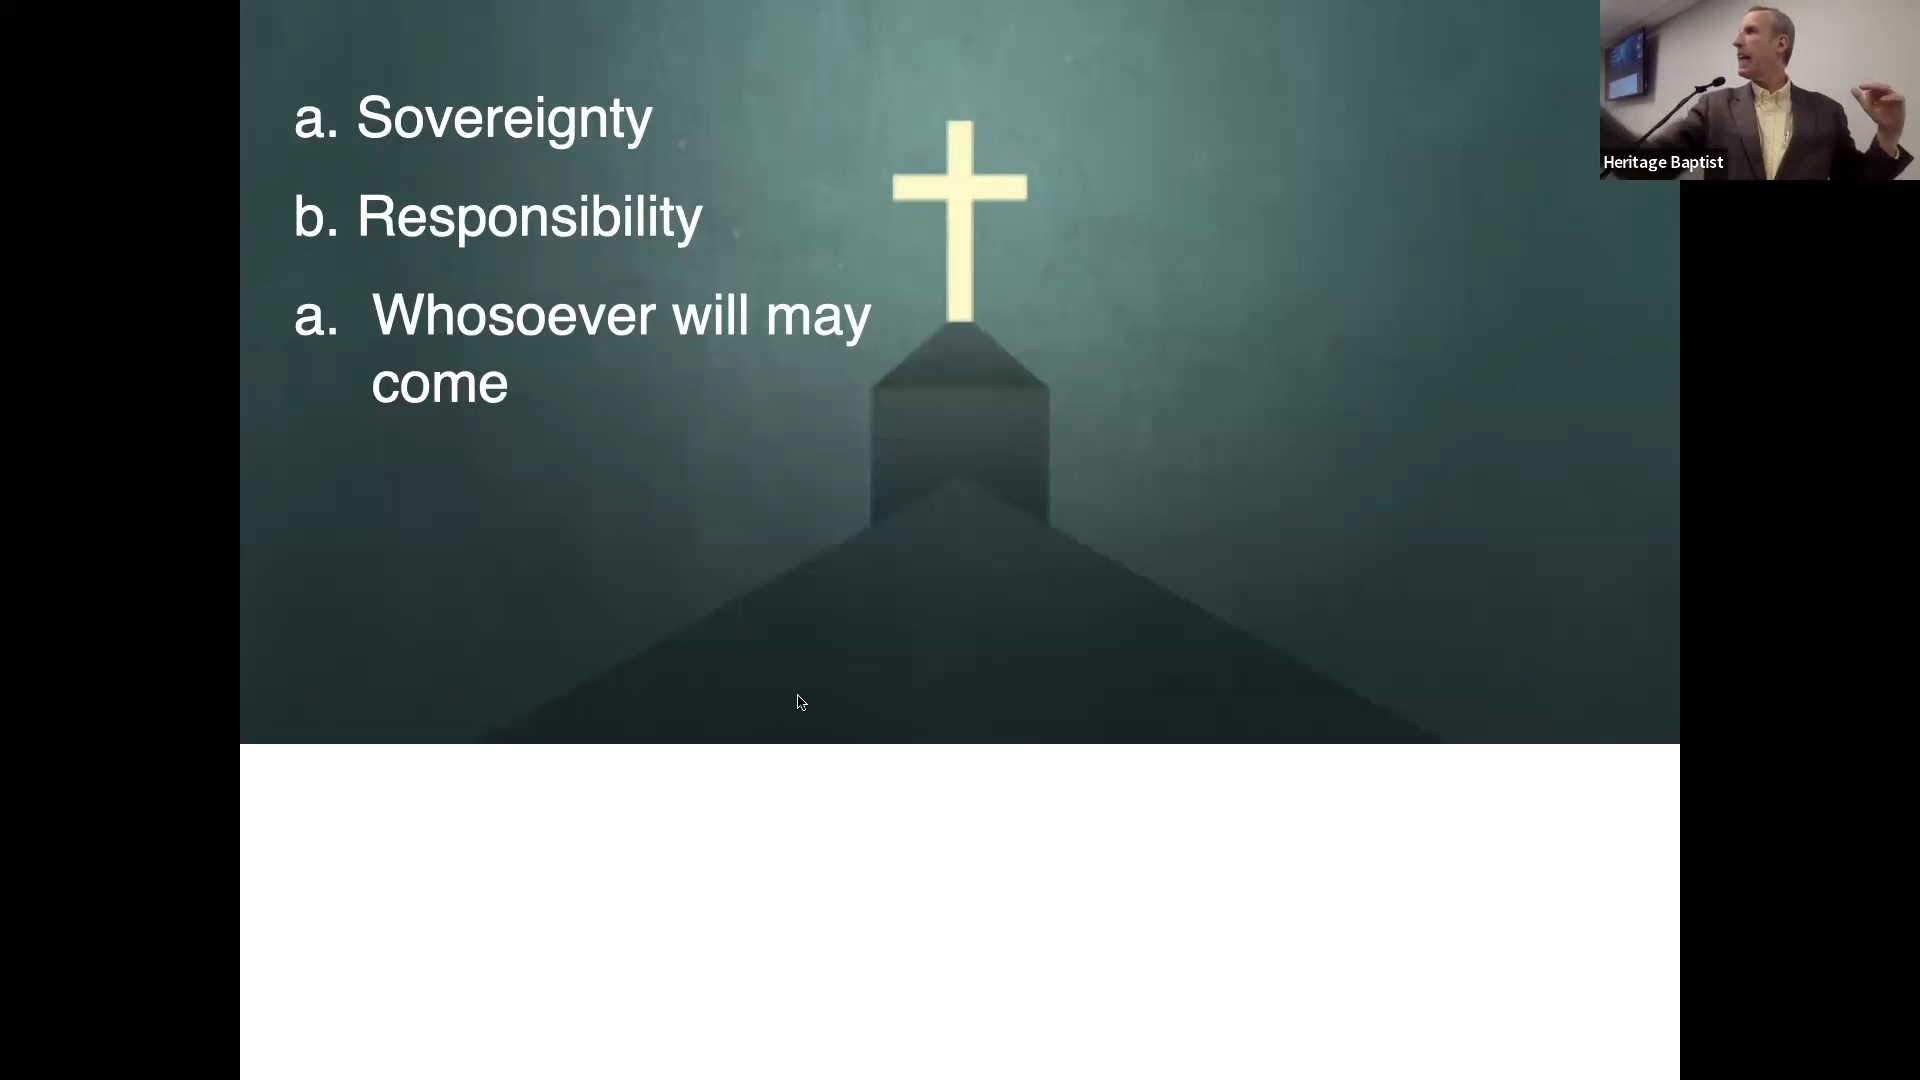 a. Sovereignty
b. Responsibility
a. Whosoever will may
come
Heritage Baptist